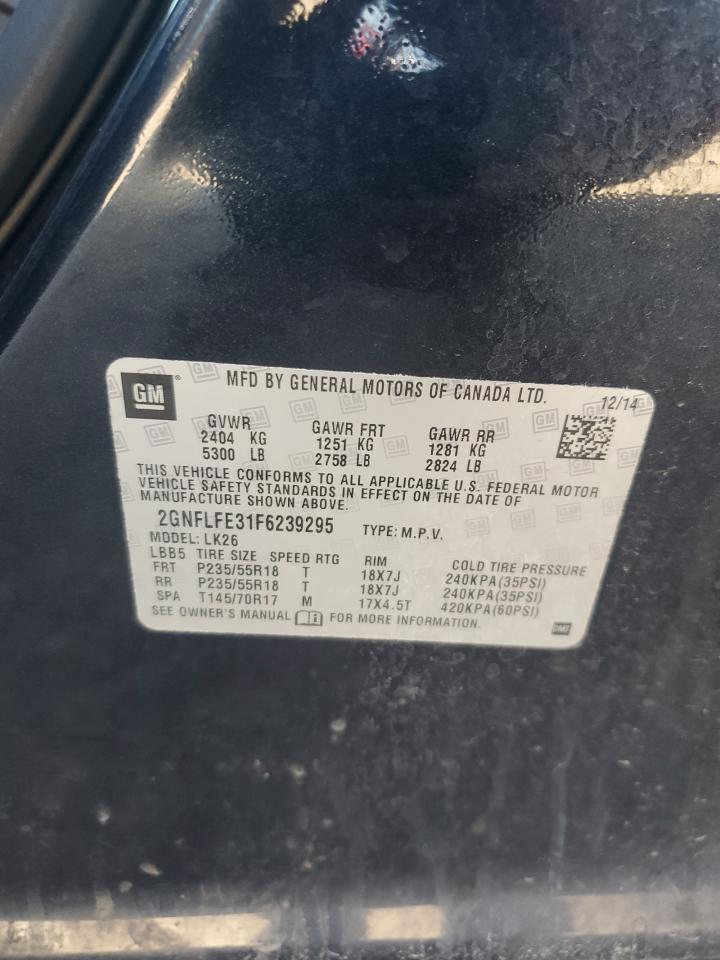 GM
MFD BY GENERAL MOTORS OF CANADA LTD.
12/14
GVWR GAWR FRT GAWR RR
2404 KG 1251 KG 1281 KG
5300 LB 2758 LB 2824 LB
THIS VEHICLE CONFORMS TO ALL APPLICABLE U.S. FEDERAL MOTOR
VEHICLE SAFETY STANDARDS IN EFFECT ON THE DATE OF
MANUFACTURE SHOWN ABOVE.
2GNFLFE31F6239295 TYPE: M.P.V.
MODEL: LK26
LBB5 TIRE SIZE SPEED RTG RIM COLD TIRE PRESSURE
FRT P235/55R18 T 18X7J 240KPA(35PSI)
RR P235/55R18 T 18X7J 240KPA(35PSI)
SPA T145/70R17 M 17X4.5T 420KPA(60PSI)
SEE OWNER'S MANUAL FOR MORE INFORMATION.